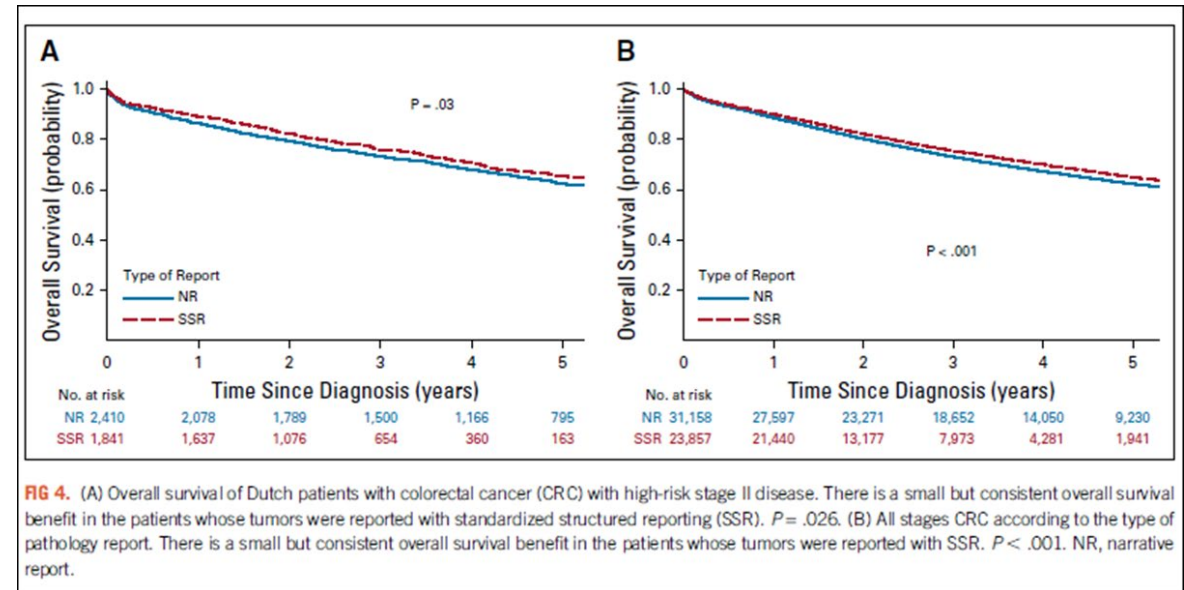 A
Overall Survival (probability)
1.0
0.8
0.6
0.4
0.2
P = .03
Type of Report
NR
SSR
0 1 2 3 4 5
Time Since Diagnosis (years)
No. at risk
NR 2,410 2,078 1,789 1,500 1,166 795
SSR 1,841 1,637 1,076 654 360 163
B
Overall Survival (probability)
1.0
0.8
0.6
0.4
0.2
P < .001
Type of Report
NR
SSR
0 1 2 3 4 5
Time Since Diagnosis (years)
No. at risk
NR 31,158 27,597 23,271 18,652 14,050 9,230
SSR 23,857 21,440 13,177 7,973 4,281 1,941
FIG 4. (A) Overall survival of Dutch patients with colorectal cancer (CRC) with high-risk stage II disease. There is a small but consistent overall survival
benefit in the patients whose tumors were reported with standardized structured reporting (SSR). P = .026. (B) All stages CRC according to the type of
pathology report. There is a small but consistent overall survival benefit in the patients whose tumors were reported with SSR. P < .001. NR, narrative
report.